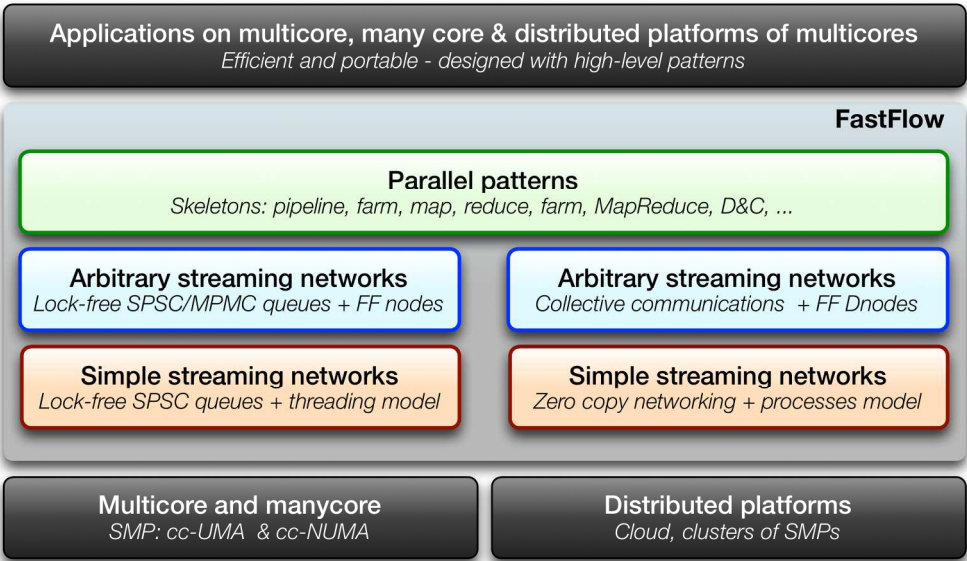 Applications on multicore, many core & distributed platforms of multicores
Efficient and portable - designed with high-level patterns
FastFlow
Parallel patterns
Skeletons: pipeline, farm, map, reduce, farm, MapReduce, D&C, ...
Arbitrary streaming networks
Lock-free SPSC/MPMC queues + FF nodes
Arbitrary streaming networks
Collective communications + FF Dnodes
Simple streaming networks
Lock-free SPSC queues + threading model
Simple streaming networks
Zero copy networking + processes model
Multicore and manycore
SMP: cc-UMA & cc-NUMA
Distributed platforms
Cloud, clusters of SMPs